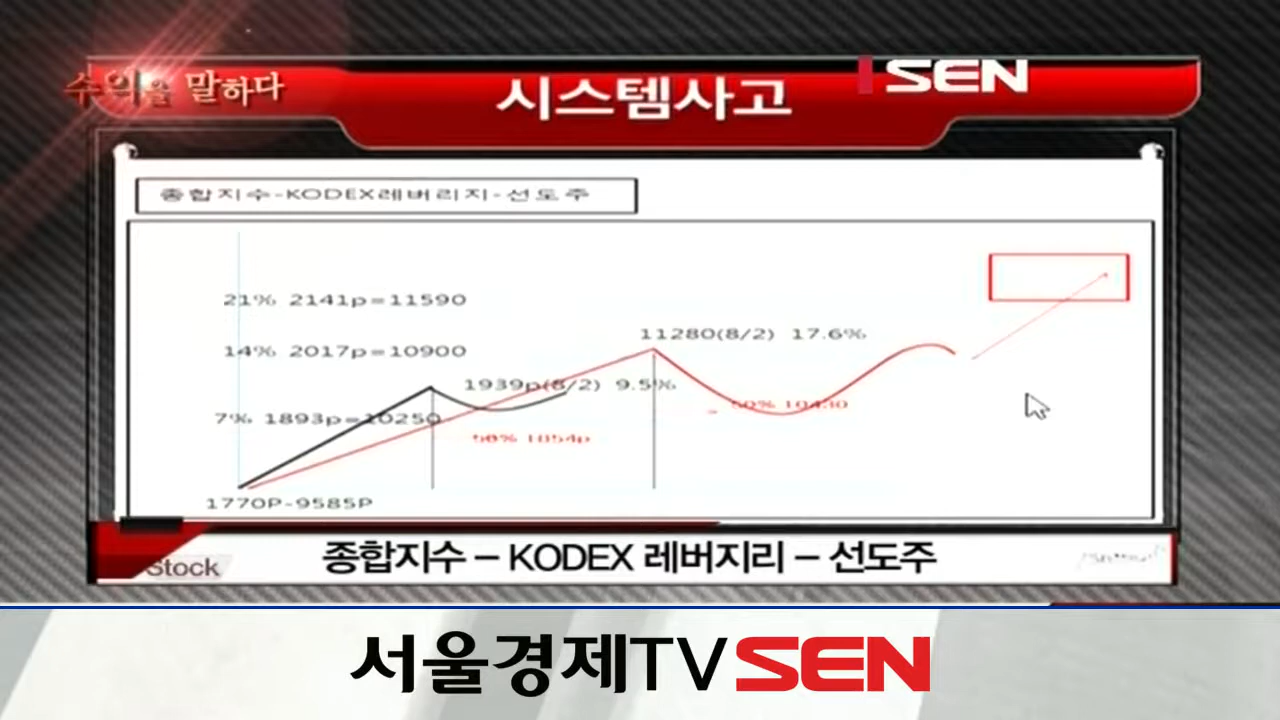 수익을 말하다
시스템사고
SEN
종합지수-KODEX레버리지-선도주
21% 2141p=11590
11280(8/2) 17.6%
14% 2017p=10900
1939p(8/2) 9.5%
50% 10430
7% 1893p=10250
50% 1854p
1770P-9585P
Stock
종합지수 – KODEX 레버지리 – 선도주
서울경제TV SEN